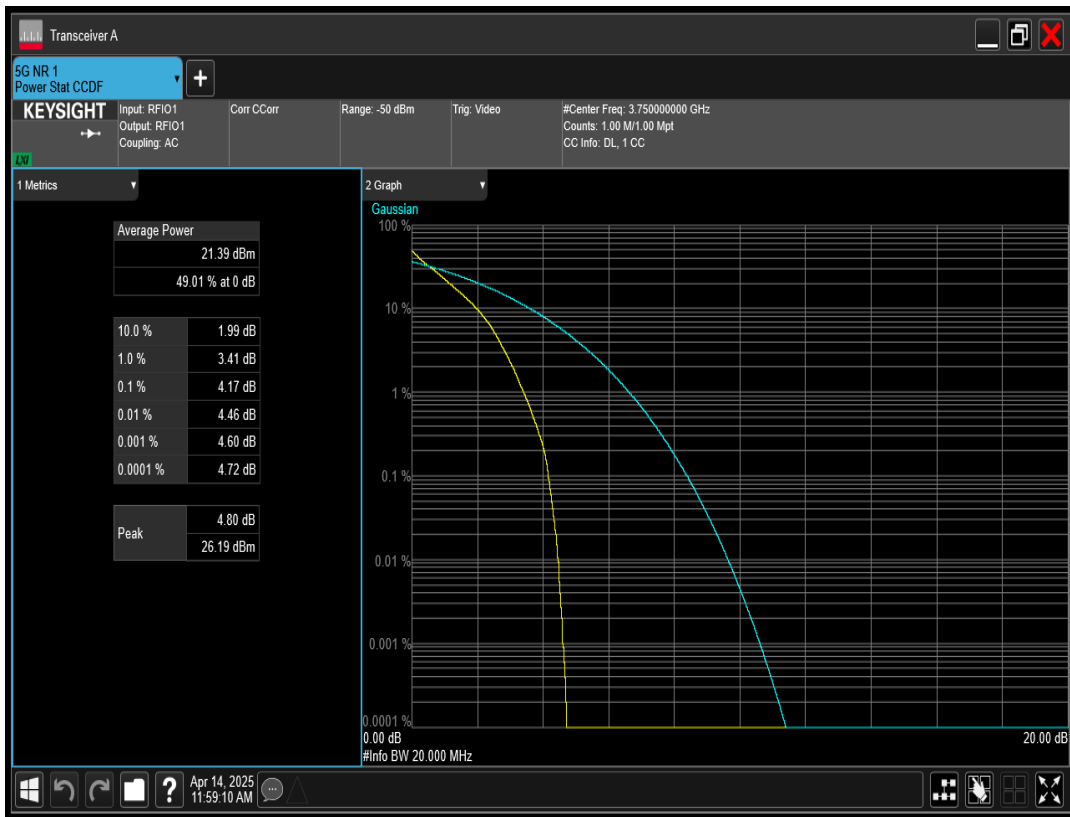 Transceiver A
5G NR 1
Power Stat CCDF
+
KEYSIGHT
LXI
Input: RFIO1
Output: RFIO1
Coupling: AC
Corr CCorr
Range: -50 dBm
Trig: Video
#Center Freq: 3.750000000 GHz
Counts: 1.00 M/1.00 Mpt
CC Info: DL, 1 CC
1 Metrics
Average Power
21.39 dBm
49.01 % at 0 dB
10.0 % 1.99 dB
1.0 % 3.41 dB
0.1 % 4.17 dB
0.01 % 4.46 dB
0.001 % 4.60 dB
0.0001 % 4.72 dB
Peak
4.80 dB
26.19 dBm
2 Graph
Gaussian
100 %
10 %
1 %
0.1 %
0.01 %
0.001 %
0.0001 %
0.00 dB 20.00 dB
#Info BW 20.000 MHz
?
Apr 14, 2025
11:59:10 AM